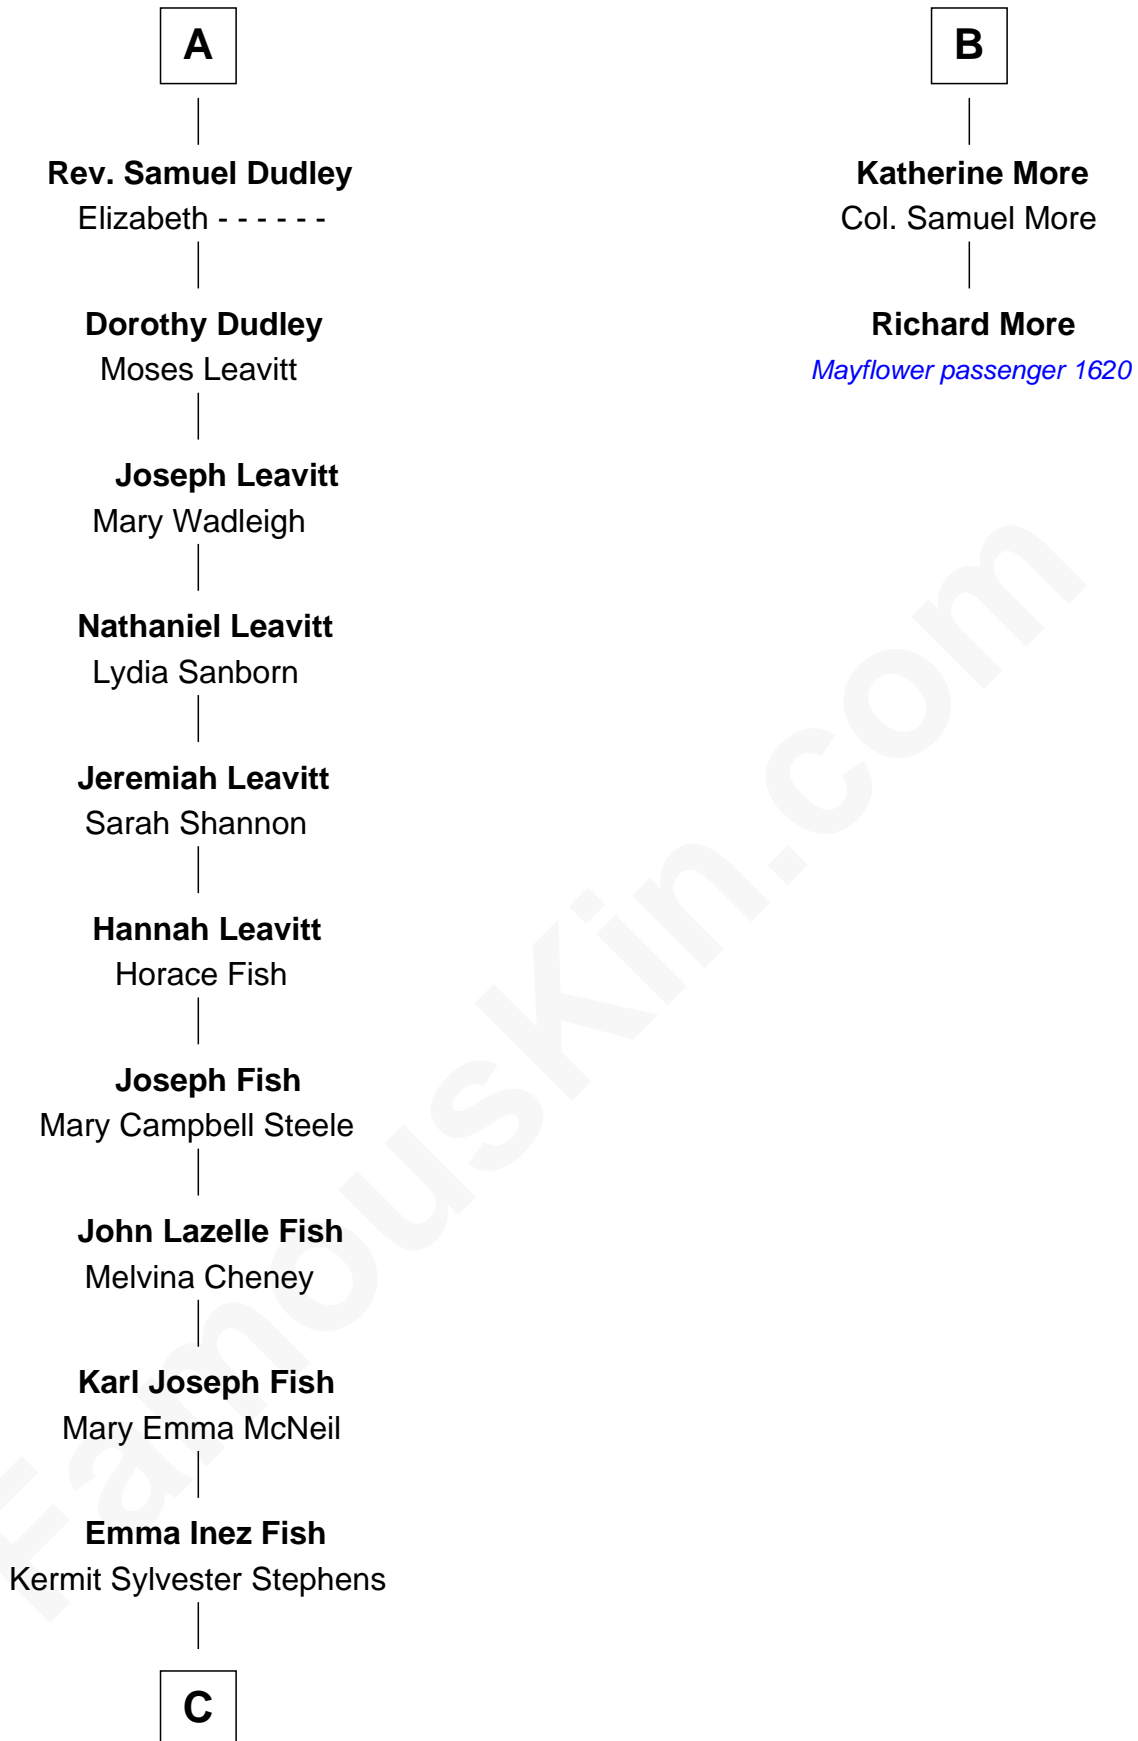 A
Rev. Samuel Dudley
Elizabeth - - - - - -
Dorothy Dudley
Moses Leavitt
Joseph Leavitt
Mary Wadleigh
Nathaniel Leavitt
Lydia Sanborn
Jeremiah Leavitt
Sarah Shannon
Hannah Leavitt
Horace Fish
Joseph Fish
Mary Campbell Steele
John Lazelle Fish
Melvina Cheney
Karl Joseph Fish
Mary Emma McNeil
Emma Inez Fish
Kermit Sylvester Stephens
C
B
Katherine More
Col. Samuel More
Richard More
Mayflower passenger 1620
FamousKin.com